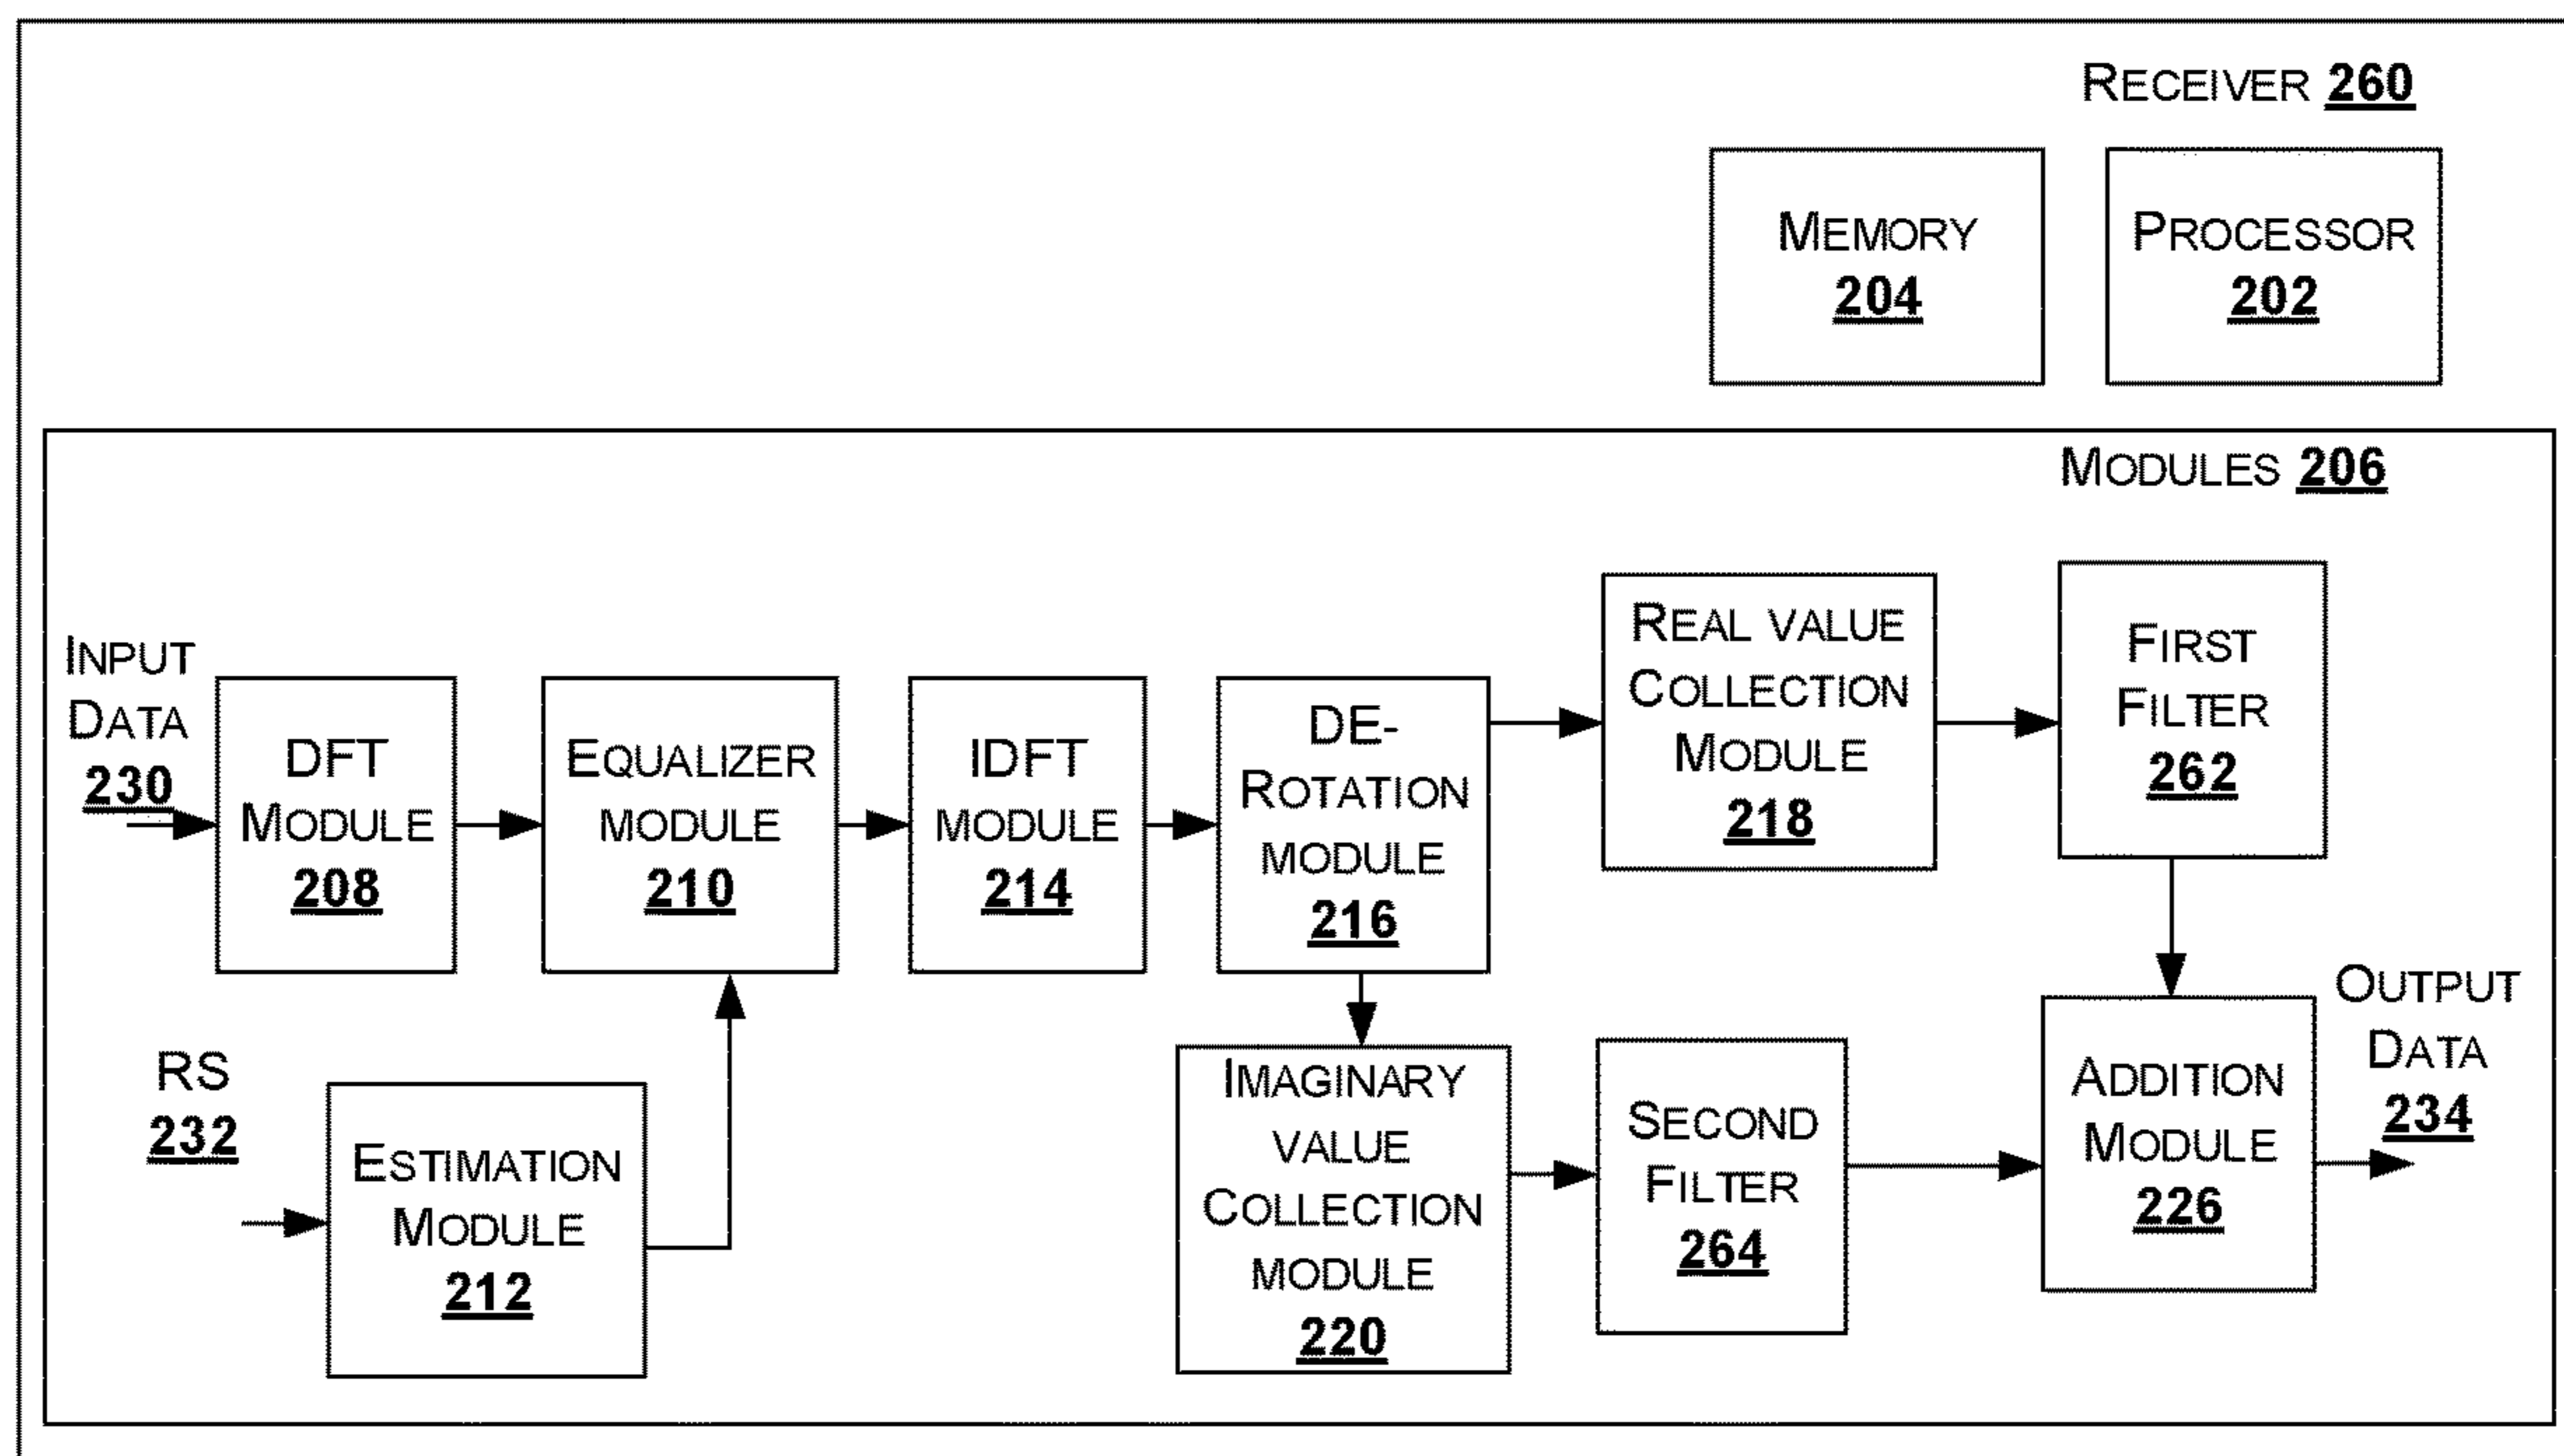 RECEIVER 260
MEMORY
204
PROCESSOR
202
MODULES 206
INPUT
DATA
230
DFT
MODULE
208
EQUALIZER
MODULE
210
IDFT
MODULE
214
DE-
ROTATION
MODULE
216
REAL VALUE
COLLECTION
MODULE
218
FIRST
FILTER
262
RS
232
ESTIMATION
MODULE
212
IMAGINARY
VALUE
COLLECTION
MODULE
220
SECOND
FILTER
264
ADDITION
MODULE
226
OUTPUT
DATA
234